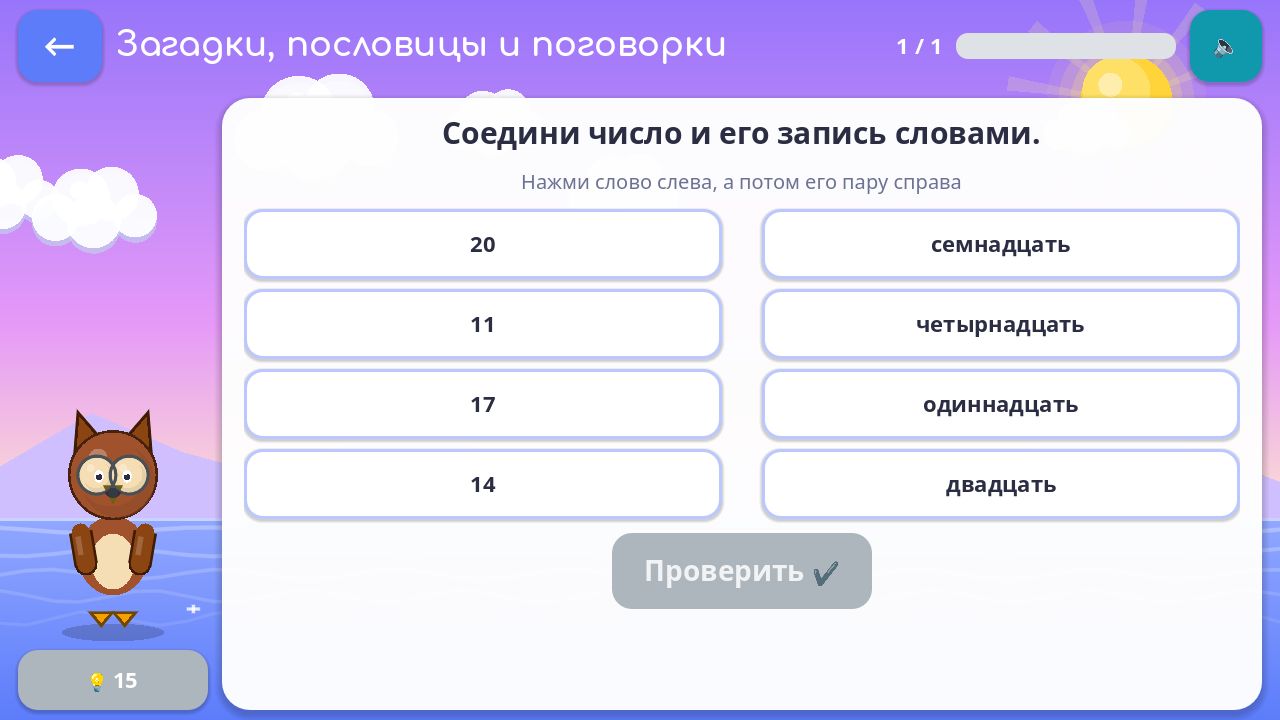 Загадки, пословицы и поговорки
1 / 1
Соедини число и его запись словами.
Нажми слово слева, а потом его пару справа
20
семнадцать
11
четырнадцать
17
одиннадцать
14
двадцать
Проверить ✔
15